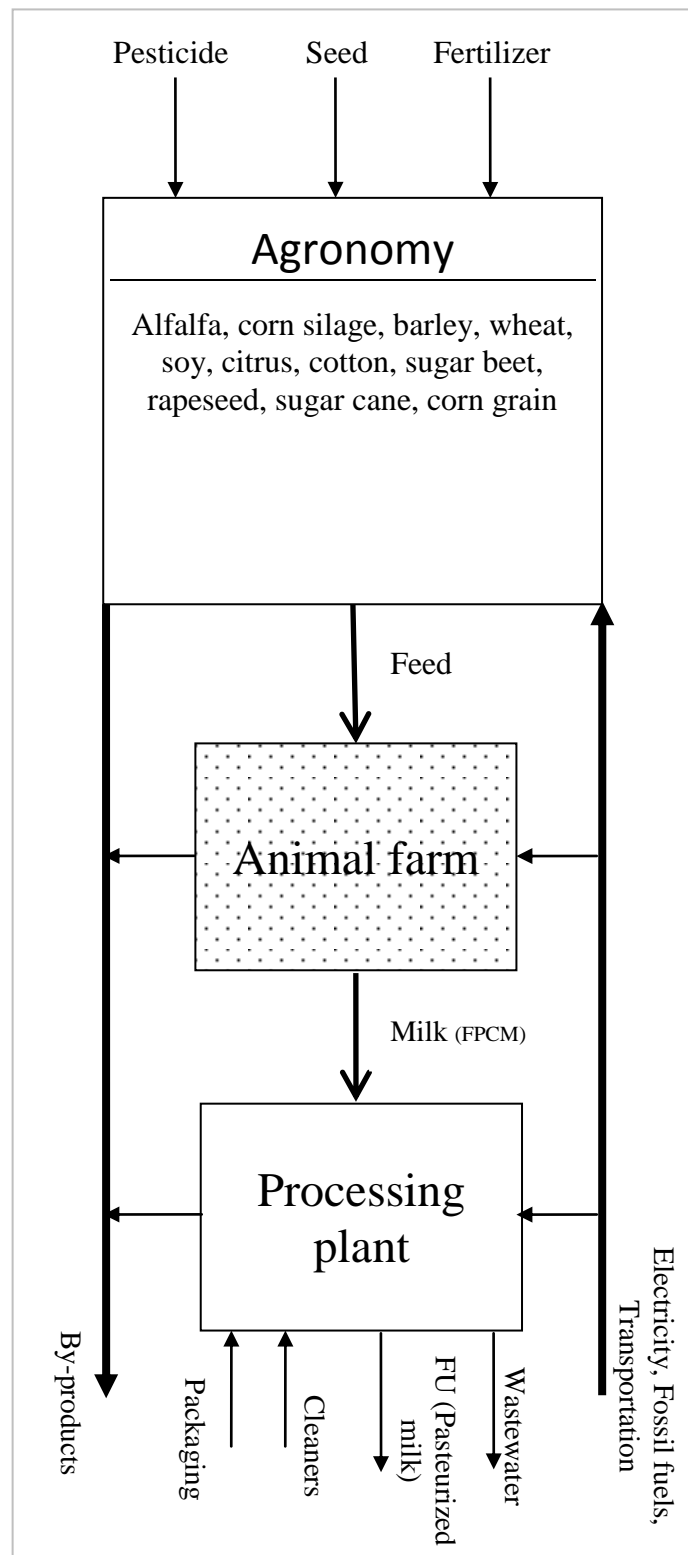 Pesticide
Seed
Fertilizer
Agronomy
Alfalfa, corn silage, barley, wheat,
soy, citrus, cotton, sugar beet,
rapeseed, sugar cane, corn grain
Feed
Animal farm
Milk (FPCM)
Processing
plant
By-products
Packaging
Cleaners
FU (Pasteurized
milk)
Wastewater
Electricity, Fossil fuels,
Transportation